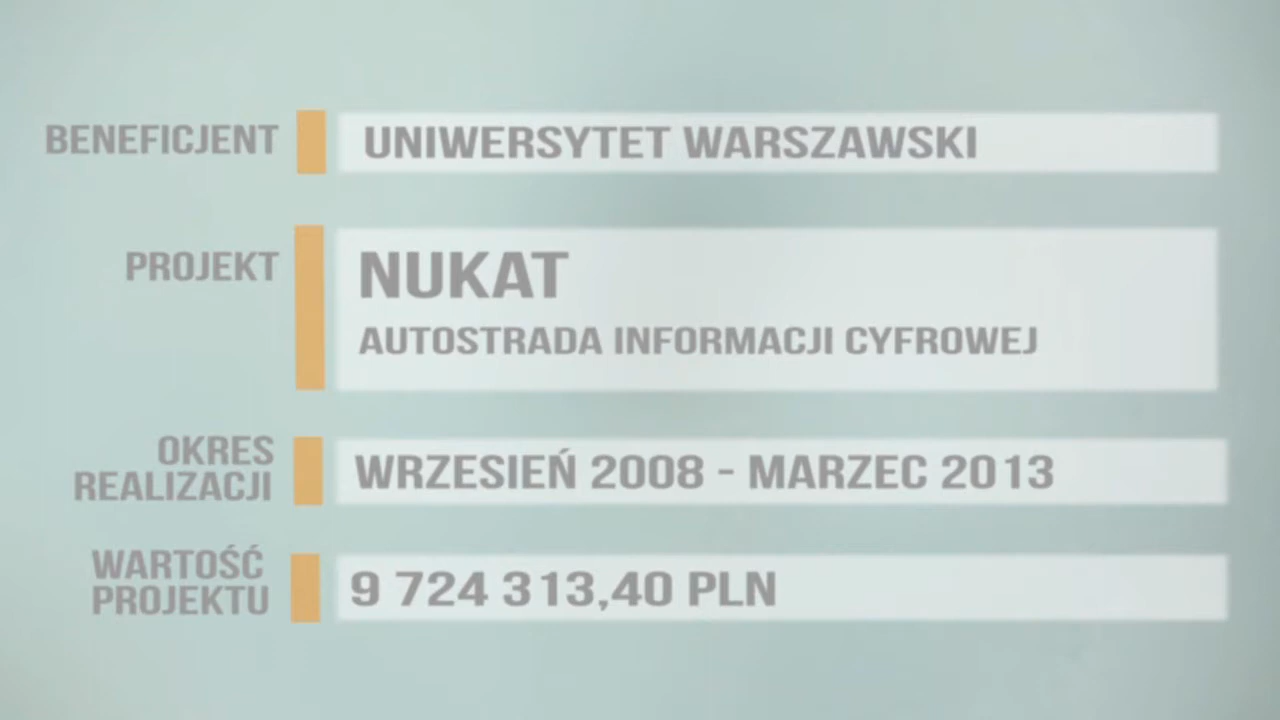 BENEFICJENT
UNIWERSYTET WARSZAWSKI
PROJEKT
NUKAT
AUTOSTRADA INFORMACJI CYFROWEJ
OKRES
REALIZACJI
WRZESIEŃ 2008 - MARZEC 2013
WARTOŚĆ
PROJEKTU
9 724 313,40 PLN